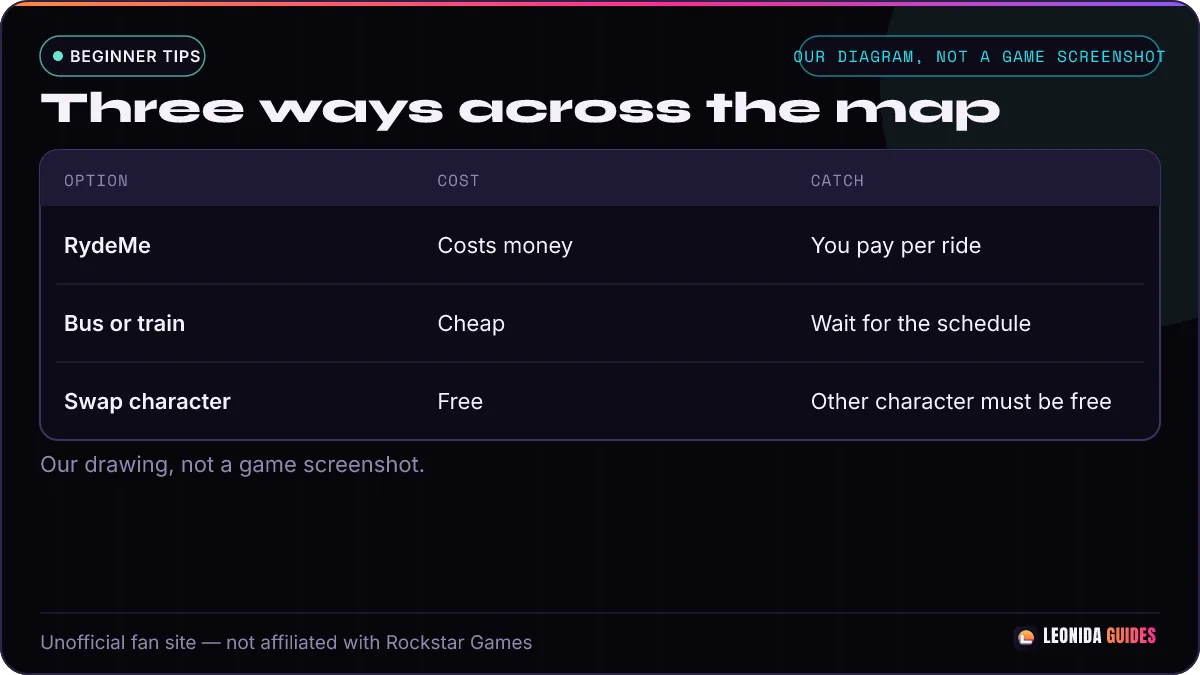 BEGINNER TIPS
OUR DIAGRAM, NOT A GAME SCREENSHOT
Three ways across the map
OPTION COST CATCH
RydeMe Costs money You pay per ride
Bus or train Cheap Wait for the schedule
Swap character Free Other character must be free
Our drawing, not a game screenshot.
Unofficial fan site — not affiliated with Rockstar Games
LEONIDA GUIDES